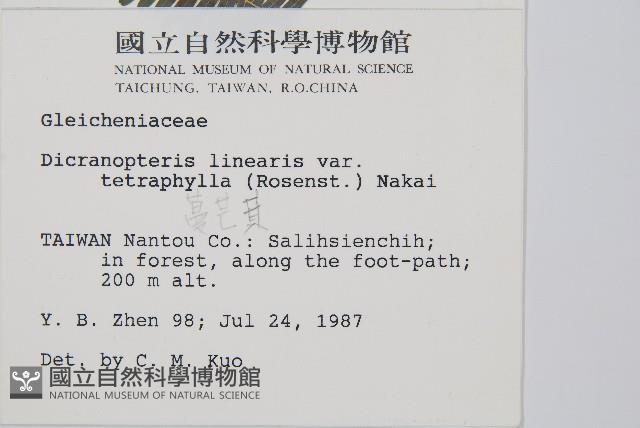 國立自然科學博物館
NATIONAL MUSEUM OF NATURAL SCIENCE
TAICHUNG, TAIWAN, R.O.CHINA
Gleicheniaceae
Dicranopteris linearis var.
tetraphylla (Rosenst.) Nakai
蔓芒萁
TAIWAN Nantou Co.: Salihsienchih;
in forest, along the foot-path;
200 m alt.
Y. B. Zhen 98; Jul 24, 1987
Det. by C. M. Kuo
國立自然科學博物館
NATIONAL MUSEUM OF NATURAL SCIENCE